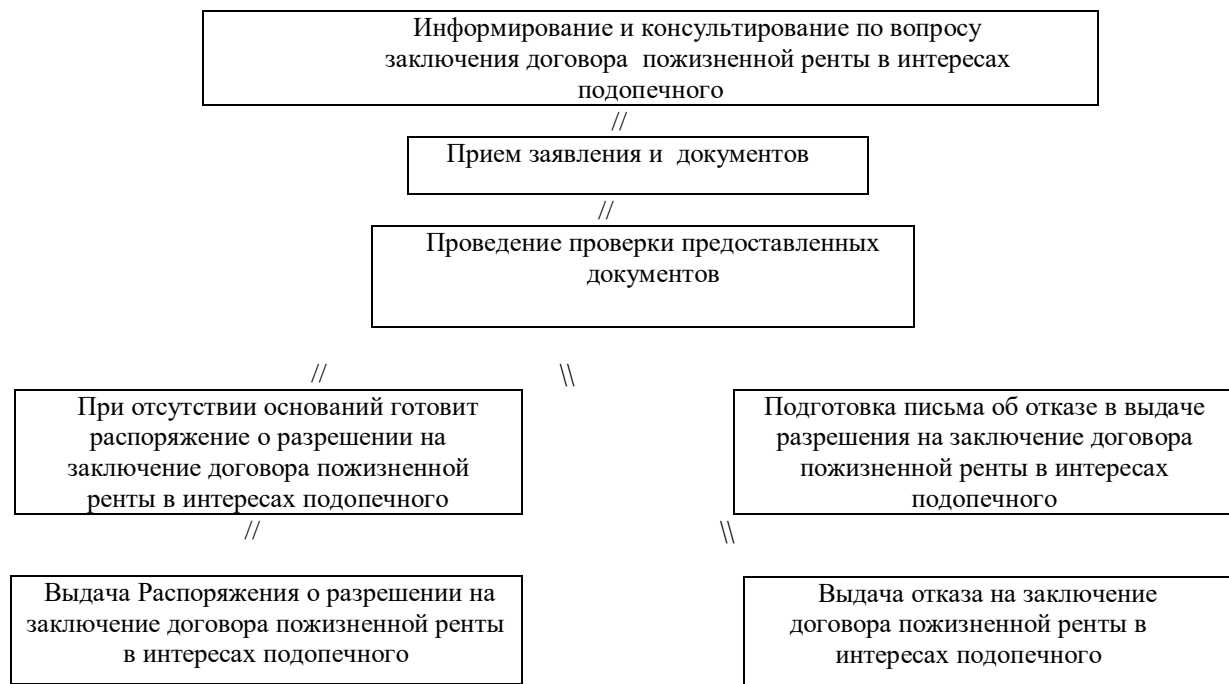 Информирование и консультирование по вопросу
заключения договора пожизненной ренты в интересах
подопечного
//
Прием заявления и документов
//
Проведение проверки предоставленных
документов
// \\
При отсутствии оснований готовит
распоряжение о разрешении на
заключение договора пожизненной
ренты в интересах подопечного
Подготовка письма об отказе в выдаче
разрешения на заключение договора
пожизненной ренты в интересах
подопечного
// \\
Выдача Распоряжения о разрешении на
заключение договора пожизненной ренты
в интересах подопечного
Выдача отказа на заключение
договора пожизненной ренты в
интересах подопечного